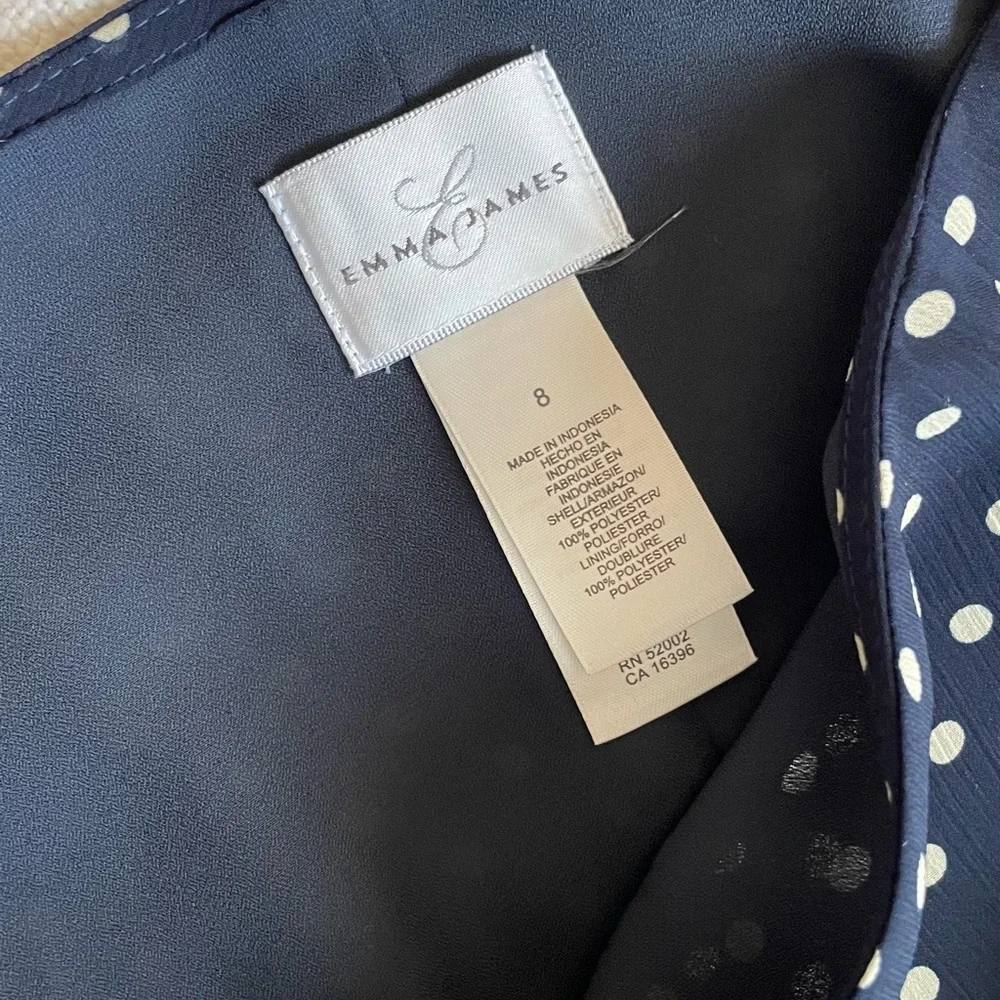 E
EMMA JAMES
8
MADE IN INDONESIA
HECHO EN
INDONESIA
FABRIQUE EN
INDONESIE
SHELL/ARMAZON/
EXTERIEUR
100% POLYESTER/
POLIESTER
LINING/FORRO/
DOUBLURE
100% POLYESTER/
POLIESTER
RN 52002
CA 16396